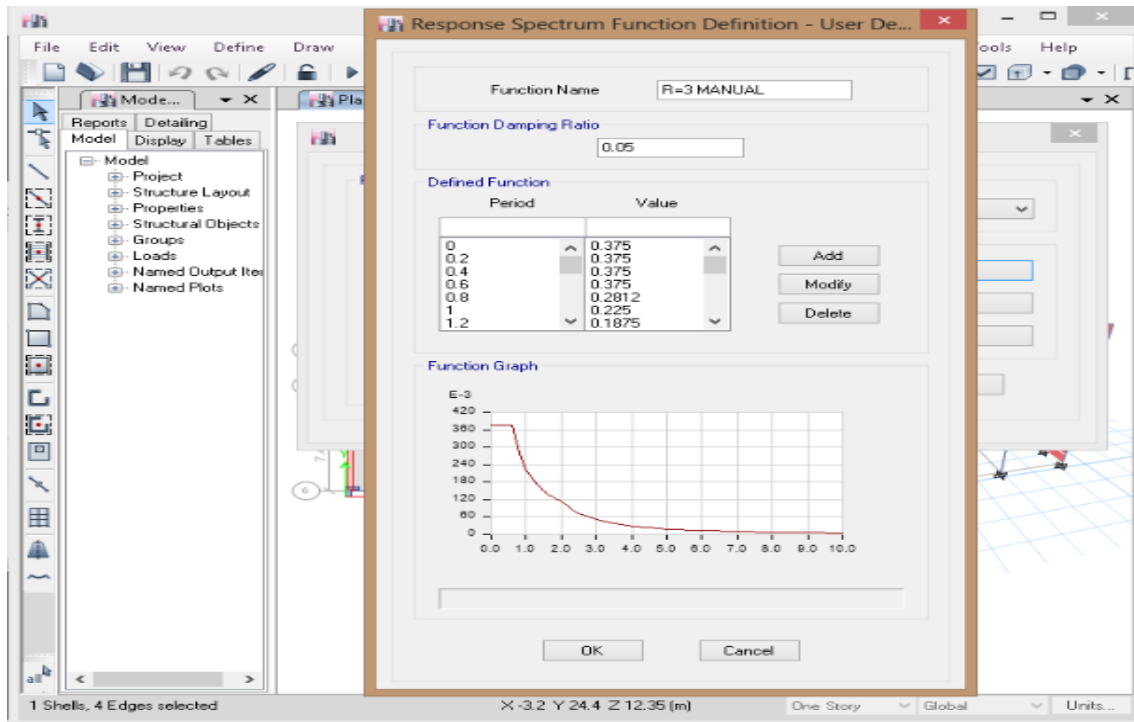 Response Spectrum Function Definition - User De...
File Edit View Define Draw
ools Help
Mode...
Pla
Reports Detailing
Model Display Tables
Model
Project
Structure Layout
Properties
Structural Objects
Groups
Loads
Named Output Iter
Named Plots
Function Name R=3 MANUAL
Function Damping Ratio
0.05
Defined Function
Period Value
0 0.375
0.2 0.375
0.4 0.375
0.6 0.375
0.8 0.2812
1 0.225
1.2 0.1875
Add
Modify
Delete
Function Graph
E-3
420
360
300
240
180
120
60
0
0.0 1.0 2.0 3.0 4.0 5.0 6.0 7.0 8.0 9.0 10.0
OK Cancel
all
6
1 Shells, 4 Edges selected X -3.2 Y 24.4 Z 12.35 (m) One Story Global Units...